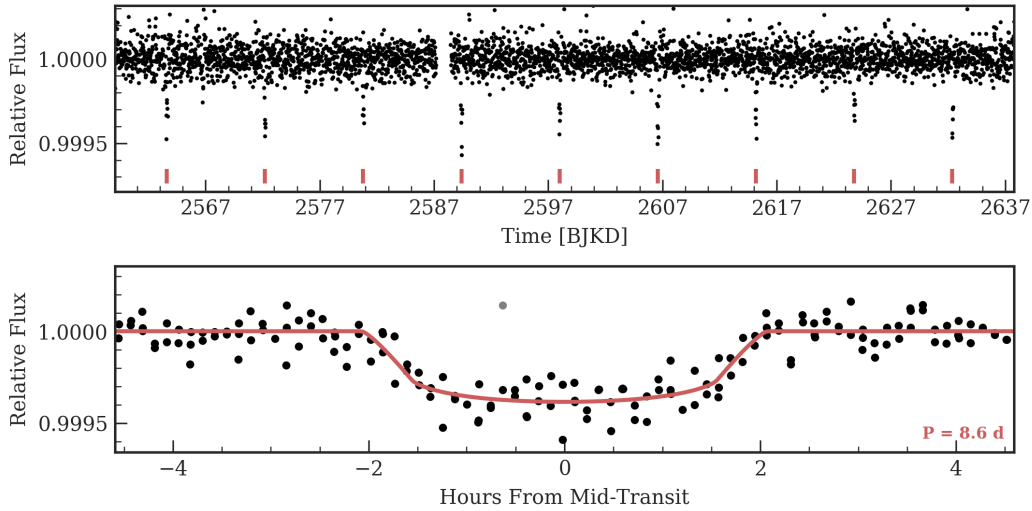 Relative Flux
1.0000
0.9995
2567 2577 2587 2597 2607 2617 2627 2637
Time [BJKD]
Relative Flux
1.0000
0.9995
P = 8.6 d
−4 −2 0 2 4
Hours From Mid-Transit